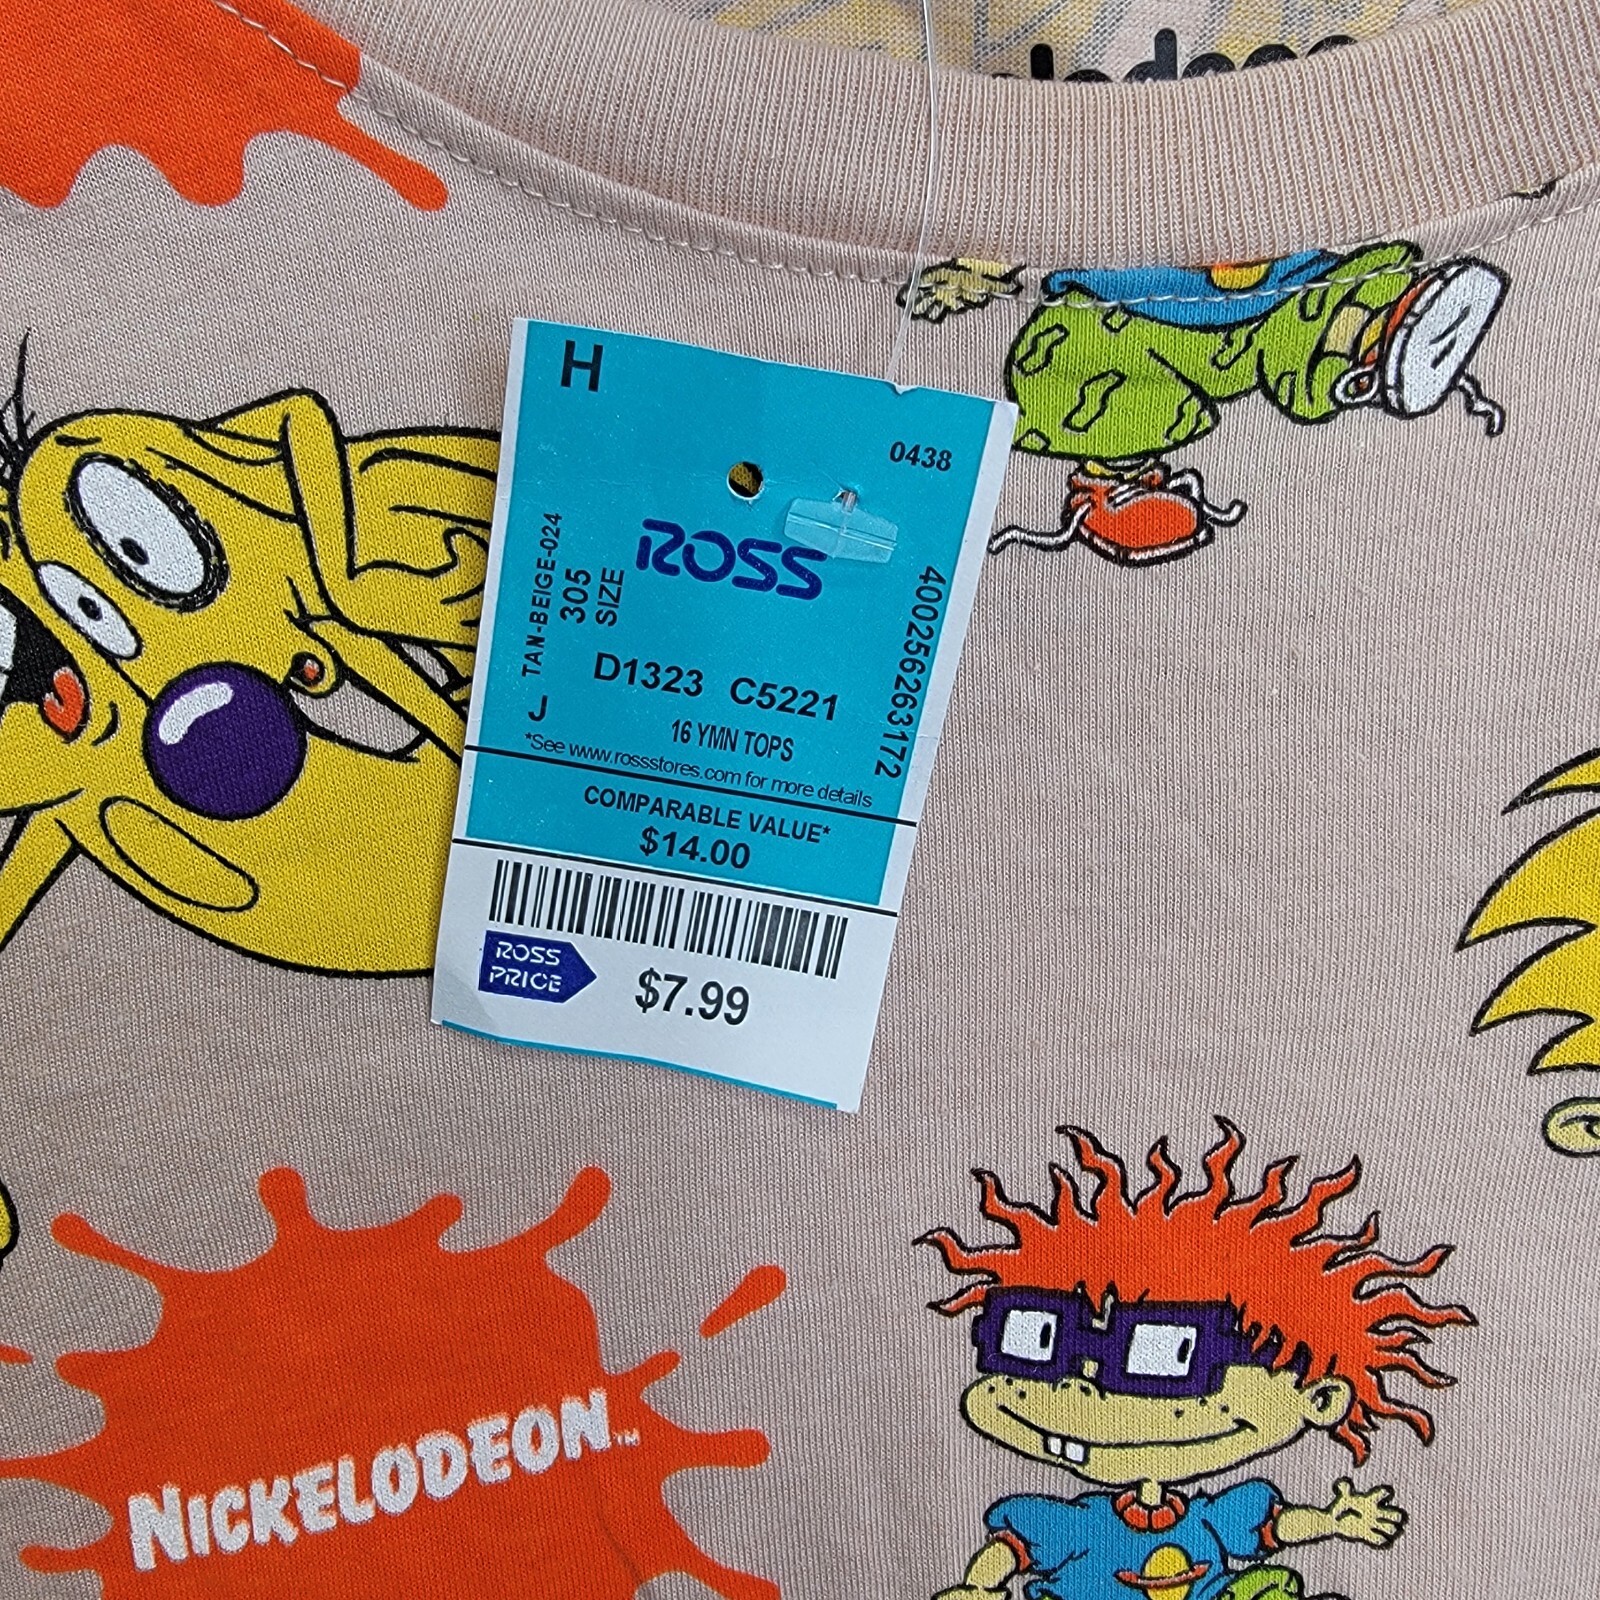 H
0438
ROSS
TAN-BEIGE-024
305
SIZE
400256263172
D1323 C5221
J
16 YMN TOPS
*See www.rossstores.com for more details
COMPARABLE VALUE*
$14.00
ROSS
PRICE
$7.99
NICKELODEON™